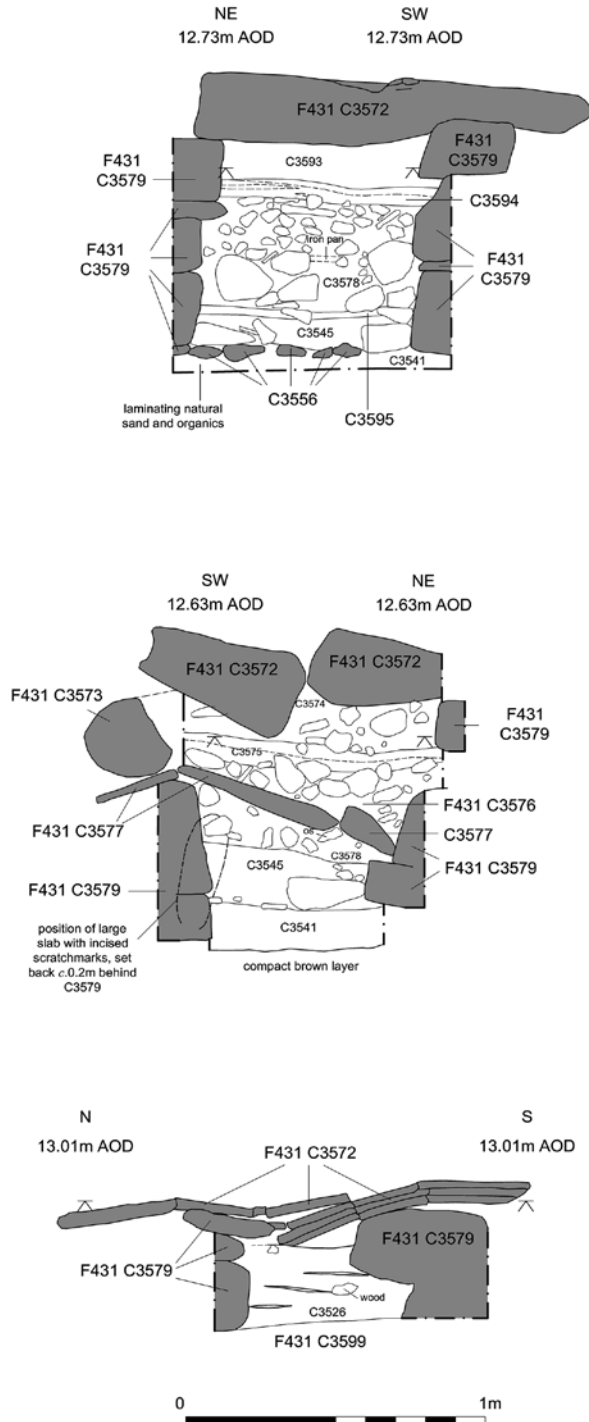 NE
12.73m AOD
SW
12.73m AOD
F431 C3572
F431
C3579
C3593
F431
C3579
C3594
iron pan
F431
C3579
C3578
F431
C3579
C3545
C3541
C3556
laminating natural
sand and organics
C3595
SW
12.63m AOD
NE
12.63m AOD
F431 C3572
F431 C3572
F431 C3573
C3574
F431
C3579
C3575
F431 C3576
F431 C3577
C3577
C3578
C3545
F431 C3579
F431 C3579
position of large
slab with incised
scratchmarks, set
back c.0.2m behind
C3579
C3541
compact brown layer
N
13.01m AOD
S
13.01m AOD
F431 C3572
F431 C3579
F431 C3579
wood
C3526
F431 C3599
0
1m